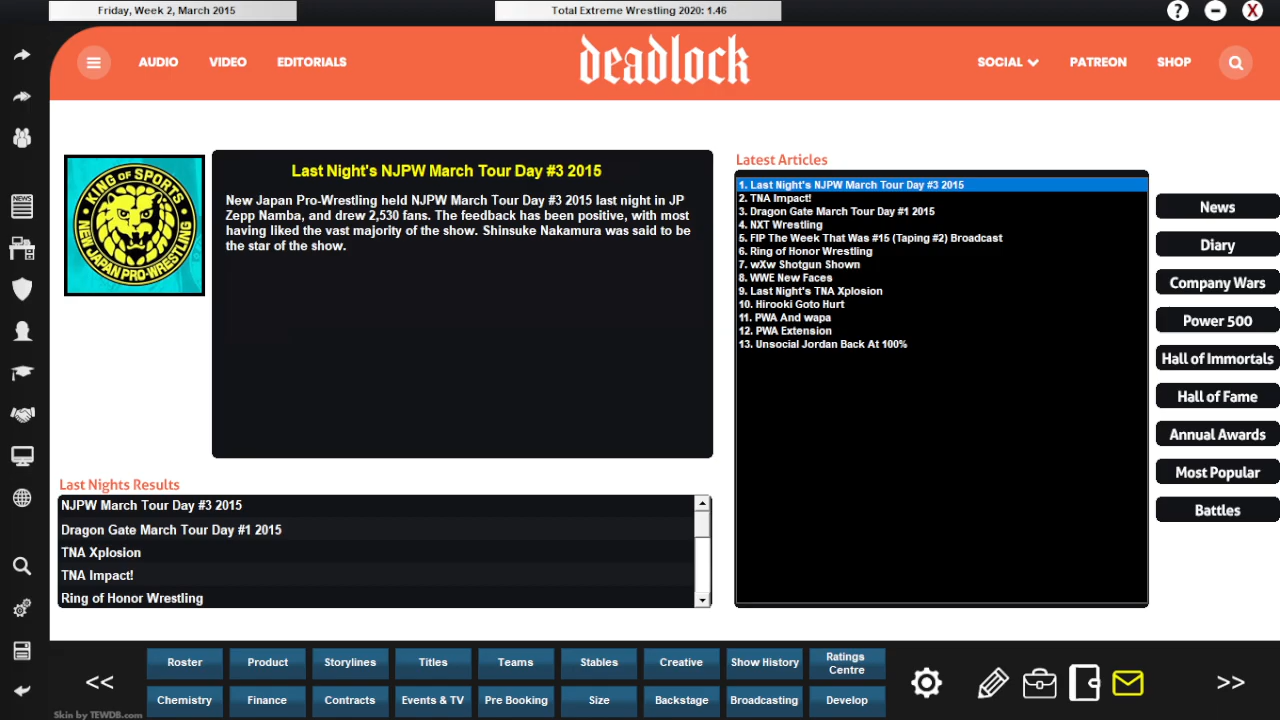 Friday, Week 2, March 2015
Total Extreme Wrestling 2020: 1.46
?
X
AUDIO
VIDEO
EDITORIALS
deadlock
SOCIAL
PATREON
SHOP
KING OF SPORTS
NEW JAPAN PRO-WRESTLING
Last Night's NJPW March Tour Day #3 2015
New Japan Pro-Wrestling held NJPW March Tour Day #3 2015 last night in JP
Zepp Namba, and drew 2,530 fans. The feedback has been positive, with most
having liked the vast majority of the show. Shinsuke Nakamura was said to be
the star of the show.
Latest Articles
1. Last Night's NJPW March Tour Day #3 2015
2. TNA Impact!
3. Dragon Gate March Tour Day #1 2015
4. NXT Wrestling
5. FIP The Week That Was #15 (Taping #2) Broadcast
6. Ring of Honor Wrestling
7. wXw Shotgun Shown
8. WWE New Faces
9. Last Night's TNA Xplosion
10. Hirooki Goto Hurt
11. PWA And wapa
12. PWA Extension
13. Unsocial Jordan Back At 100%
News
Diary
Company Wars
Power 500
Hall of Immortals
Hall of Fame
Annual Awards
Most Popular
Battles
Last Nights Results
NJPW March Tour Day #3 2015
Dragon Gate March Tour Day #1 2015
TNA Xplosion
TNA Impact!
Ring of Honor Wrestling
NEWS
<<
Roster
Product
Storylines
Titles
Teams
Stables
Creative
Show History
Ratings
Centre
Chemistry
Finance
Contracts
Events & TV
Pre Booking
Size
Backstage
Broadcasting
Develop
>>
Skin by TEWDB.com